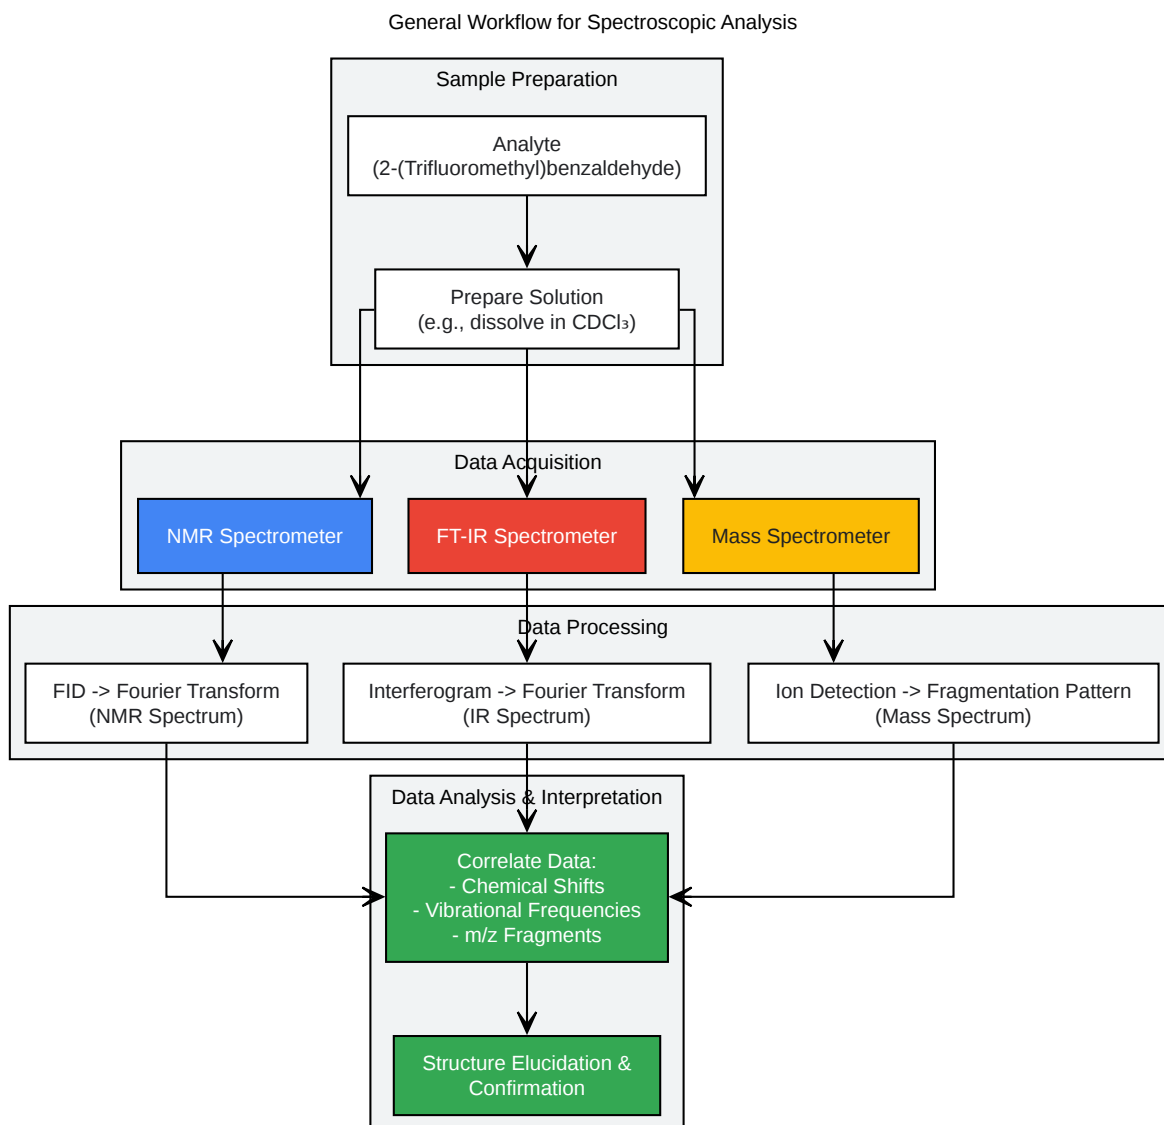 General Workflow for Spectroscopic Analysis
Sample Preparation
Analyte
(2-(Trifluoromethyl)benzaldehyde)
Prepare Solution
(e.g., dissolve in CDCl₃)
Data Acquisition
NMR Spectrometer
FT-IR Spectrometer
Mass Spectrometer
Data Processing
FID -> Fourier Transform
(NMR Spectrum)
Interferogram -> Fourier Transform
(IR Spectrum)
Ion Detection -> Fragmentation Pattern
(Mass Spectrum)
Data Analysis & Interpretation
Correlate Data:
- Chemical Shifts
- Vibrational Frequencies
- m/z Fragments
Structure Elucidation &
Confirmation